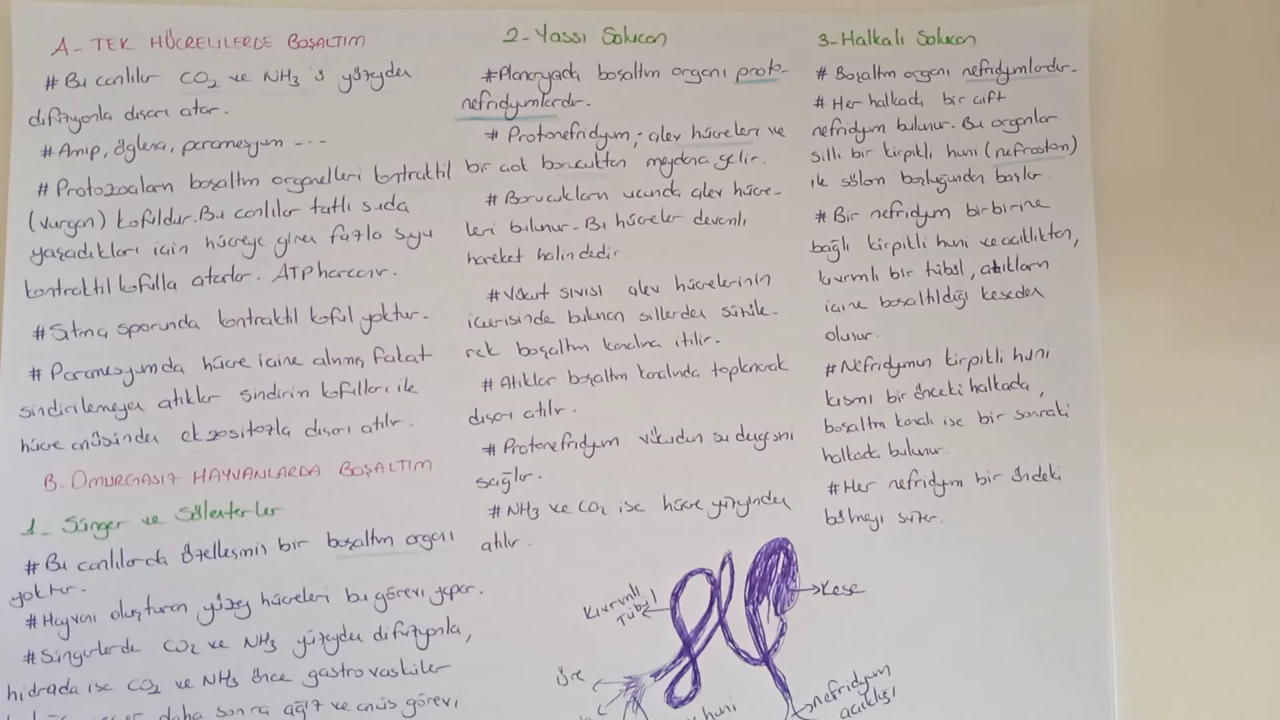 A- TEK HÜCRELİLERDE BOŞALTIM
# Bu canlılar CO2 ve NH3 ü yüzeyden
difüzyonla dışarı atar.
# Amip, öglena, paramesyum ---
# Protozoaların boşaltım organelleri kontraktil
(vurgan) kofuldur. Bu canlılar tatlı suda
yaşadıkları için hücreye giren fazla suyu
kontraktil kofulla atarlar. ATP harcanır.
# Sıtma sporunda kontraktil koful yoktur.
# Paramesyumda hücre içine alınmış fakat
sindirilemeyen atıklar sindirim kofulları ile
hücre anüsünden ekzositozla dışarı atılır.
B- OMURGASIZ HAYVANLARDA BOŞALTIM
1- Sünger ve Sölenterler
# Bu canlılarda özelleşmiş bir boşaltım organı
yoktur.
# Hayvanı oluşturan yüzey hücreleri bu görevi yapar.
# Süngerlerde CO2 ve NH3 yüzeyden difüzyonla,
hidrada ise CO2 ve NH3 önce gastrovasküler
daha sonra ağız ve anüs görevi
2- Yassı Solucan
# Planaryada boşaltım organı proto-
nefridyumlardır.
# Protonefridyum; alev hücreleri ve
bir çok borucuktan meydana gelir.
# Borucukların ucunda alev hücre-
leri bulunur. Bu hücreler devamlı
hareket halindedir.
# Vücut sıvısı alev hücrelerinin
içerisinde bulunan sillerden sürüle-
rek boşaltım kanalına itilir.
# Atıklar boşaltım kanalında toplanarak
dışarı atılır.
# Protonefridyum vücudun su dengesini
sağlar.
# NH3 ve CO2 ise hücre yüzeyinden
atılır.
3- Halkalı Solucan
# Boşaltım organı nefridyumlardır.
# Her halkada bir çift
nefridyum bulunur. Bu organlar
silli bir kirpikli huni (nefrostom)
ile sölom boşluğundan başlar.
# Bir nefridyum birbirine
bağlı kirpikli huni ve açıklıktan,
kıvrımlı bir tübül, atıkların
içine boşaltıldığı keseden
oluşur.
# Nefridyumun kirpikli huni
kısmı bir önceki halkada,
boşaltım kanalı ise bir sonraki
halkada bulunur.
# Her nefridyum bir öndeki
bölmeyi süzer.
Kıvrımlı
Tübül
Kese
Üre
huni
nefridyum
açıklığı